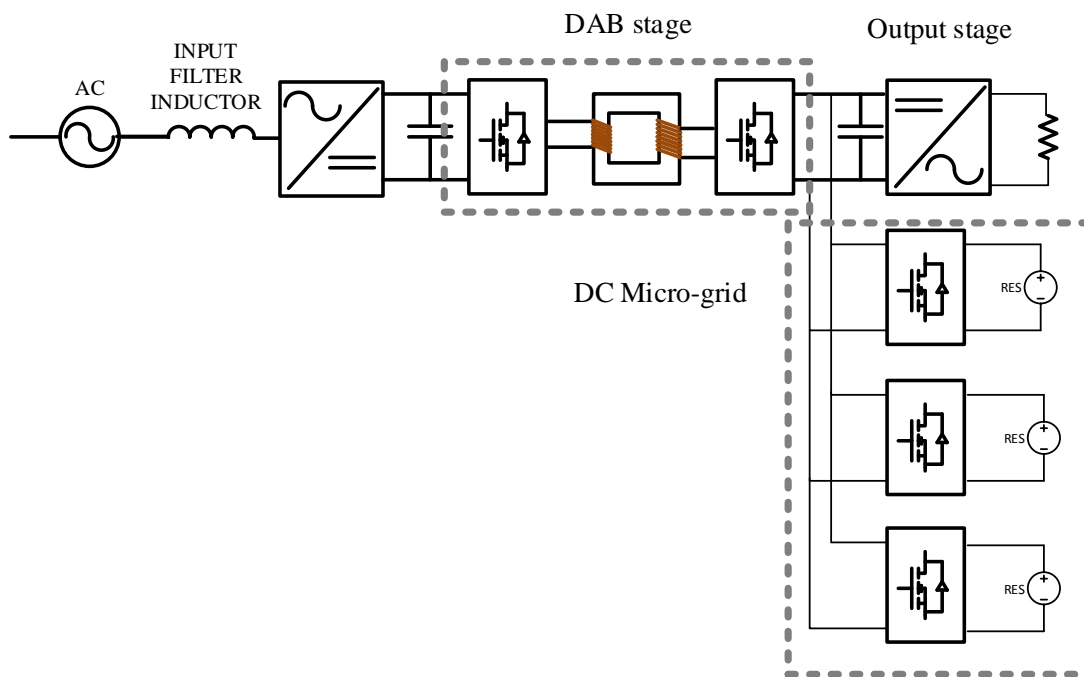 DAB stage
Output stage
INPUT
FILTER
INDUCTOR
AC
DC Micro-grid
RES
RES
RES